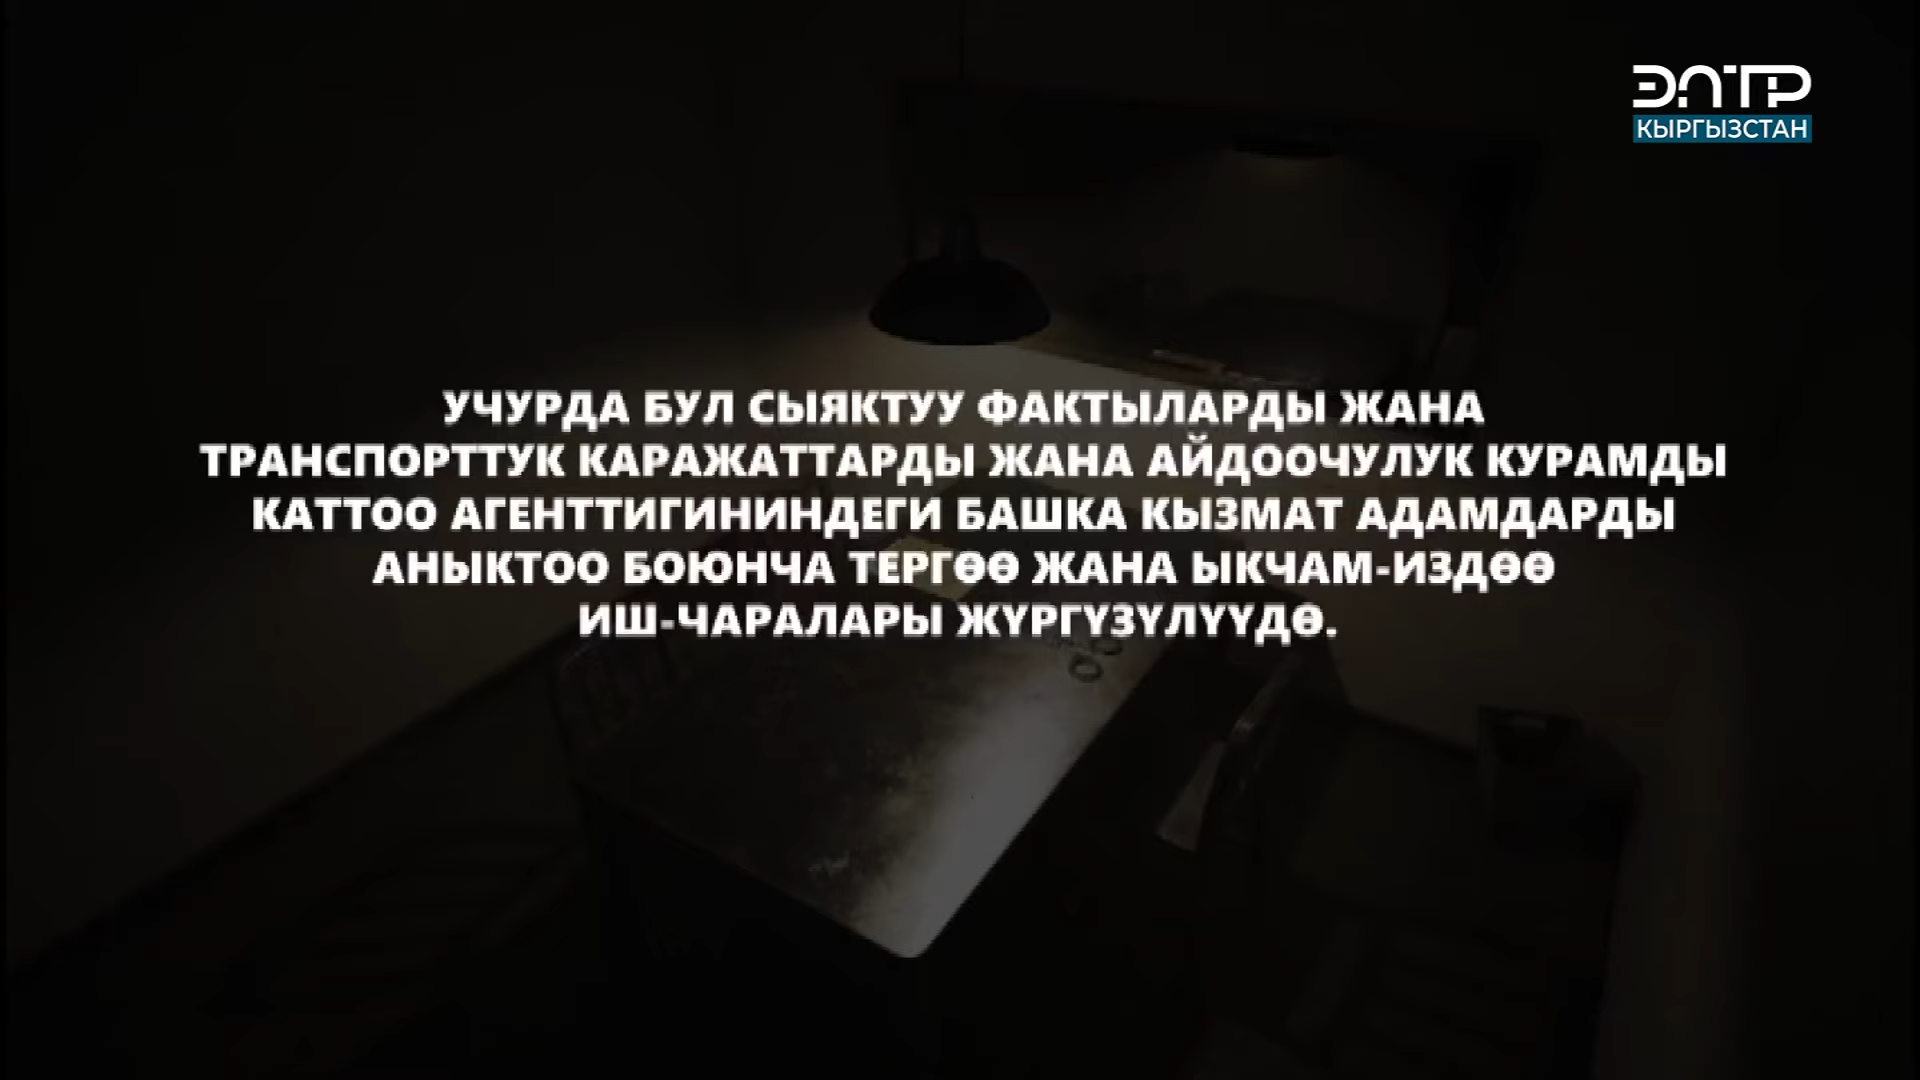 ЭЛТР
КЫРГЫЗСТАН
УЧУРДА БУЛ СЫЯКТУУ ФАКТЫЛАРДЫ ЖАНА
ТРАНСПОРТТУК КАРАЖАТТАРДЫ ЖАНА АЙДООЧУЛУК КУРАМДЫ
КАТТОО АГЕНТТИГИНИНДЕГИ БАШКА КЫЗМАТ АДАМДАРДЫ
АНЫКТОО БОЮНЧА ТЕРГӨӨ ЖАНА ЫКЧАМ-ИЗДӨӨ
ИШ-ЧАРАЛАРЫ ЖҮРГҮЗҮЛҮҮДӨ.